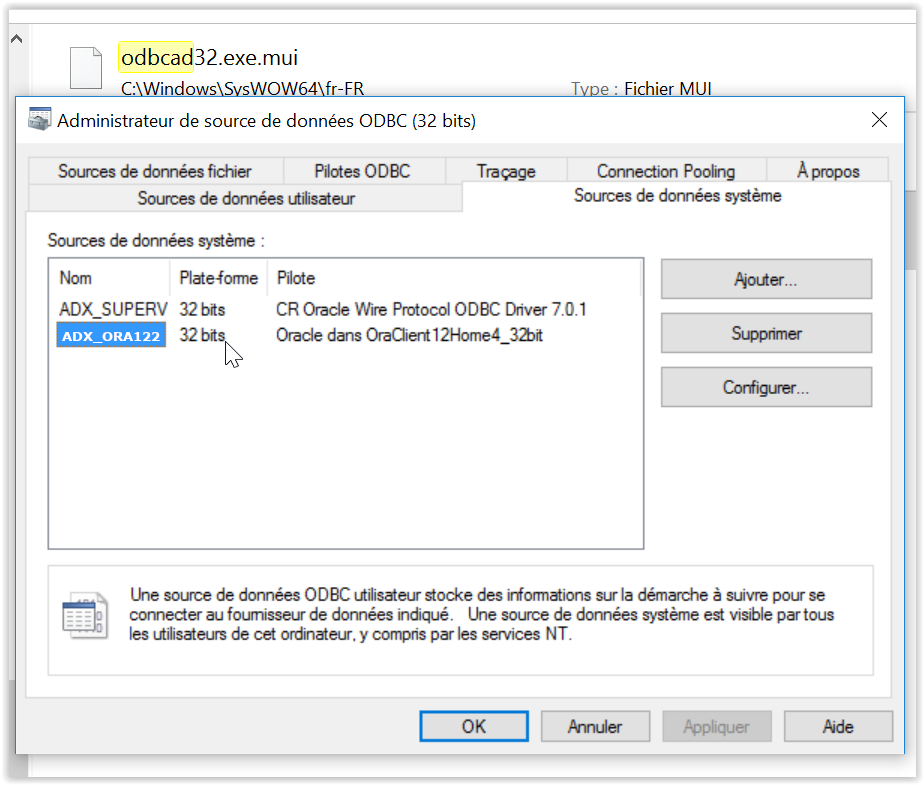 odbcad32.exe.mui
C:\Windows\SysWOW64\fr-FR Type : Fichier MUI
Administrateur de source de données ODBC (32 bits)
Sources de données fichier Pilotes ODBC Traçage Connection Pooling À propos
Sources de données utilisateur Sources de données système
Sources de données système :
Nom Plate-forme Pilote
ADX_SUPERV 32 bits CR Oracle Wire Protocol ODBC Driver 7.0.1
ADX_ORA122 32 bits Oracle dans OraClient12Home4_32bit
Ajouter...
Supprimer
Configurer...
Une source de données ODBC utilisateur stocke des informations sur la démarche à suivre pour se
connecter au fournisseur de données indiqué. Une source de données système est visible par tous
les utilisateurs de cet ordinateur, y compris par les services NT.
OK Annuler Appliquer Aide